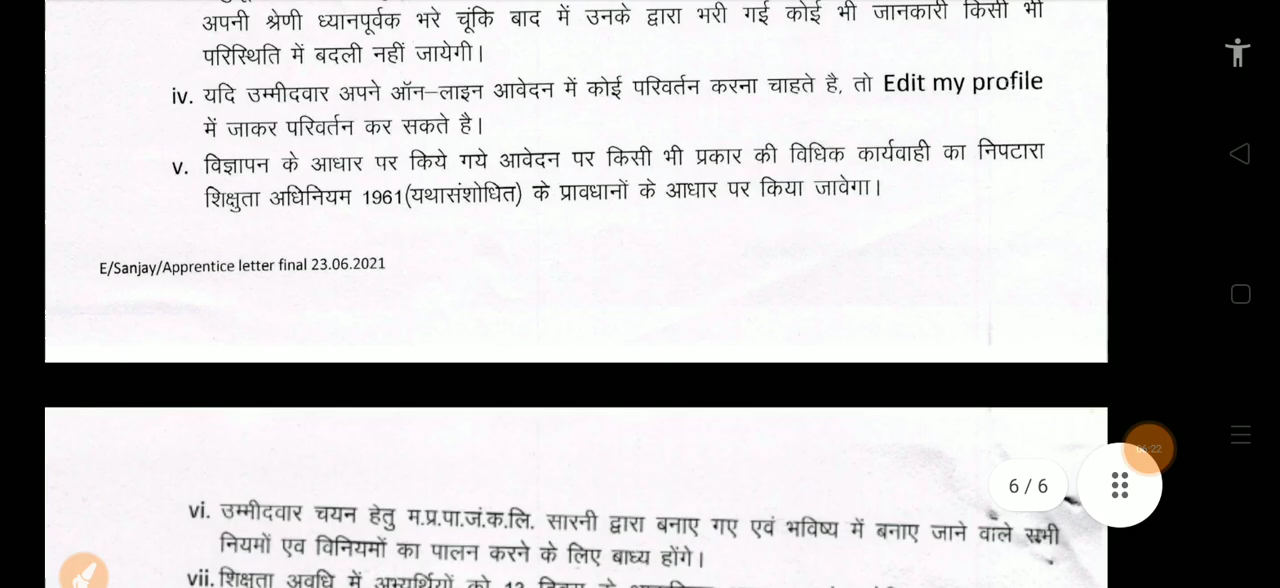 अपनी श्रेणी ध्यानपूर्वक भरे चूंकि बाद में उनके द्वारा भरी गई कोई भी जानकारी किसी भी
परिस्थिति में बदली नहीं जायेगी।
iv. यदि उम्मीदवार अपने ऑन–लाइन आवेदन में कोई परिवर्तन करना चाहते है, तो Edit my profile
में जाकर परिवर्तन कर सकते है।
v. विज्ञापन के आधार पर किये गये आवेदन पर किसी भी प्रकार की विधिक कार्यवाही का निपटारा
शिक्षुता अधिनियम 1961(यथासंशोधित) के प्रावधानों के आधार पर किया जावेगा।
E/Sanjay/Apprentice letter final 23.06.2021
06:22
6 / 6
vi. उम्मीदवार चयन हेतु म.प्र.पा.जं.क.लि. सारनी द्वारा बनाए गए एवं भविष्य में बनाए जाने वाले सभी
नियमों एव विनियमों का पालन करने के लिए बाध्य होंगे।
vii. शिक्षुता अवधि में अभ्यर्थियों को